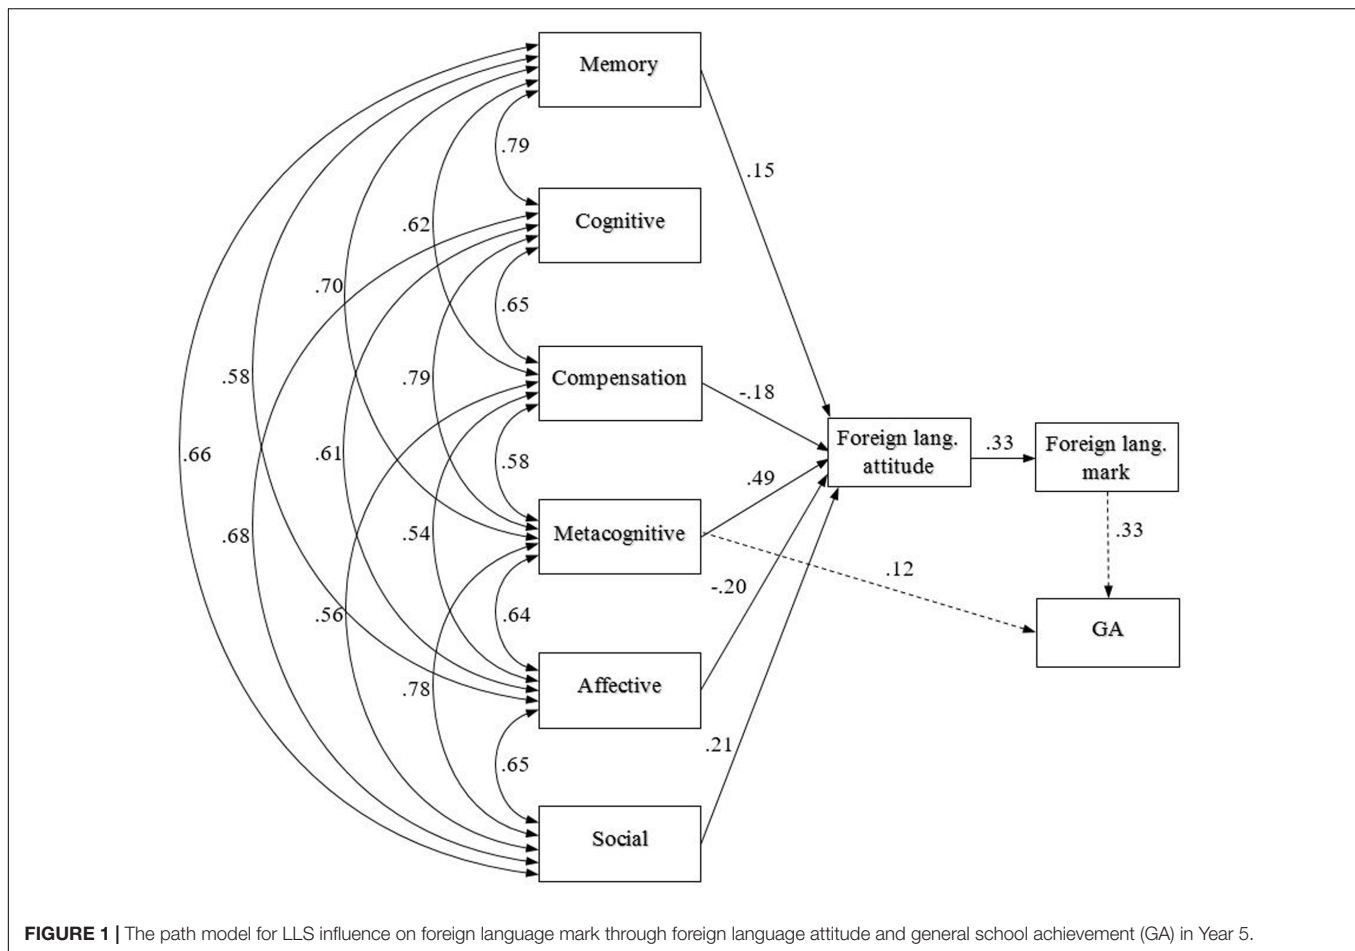 Memory
.79
.15
Cognitive
.62
.70
.65
Compensation
.58
.79
-.18
Foreign lang.
attitude
.33
Foreign lang.
mark
.66
.61
.58
.49
Metacognitive
.68
.54
.33
.12
-.20
.56
.64
GA
Affective
.78
.21
.65
Social
FIGURE 1 | The path model for LLS influence on foreign language mark through foreign language attitude and general school achievement (GA) in Year 5.